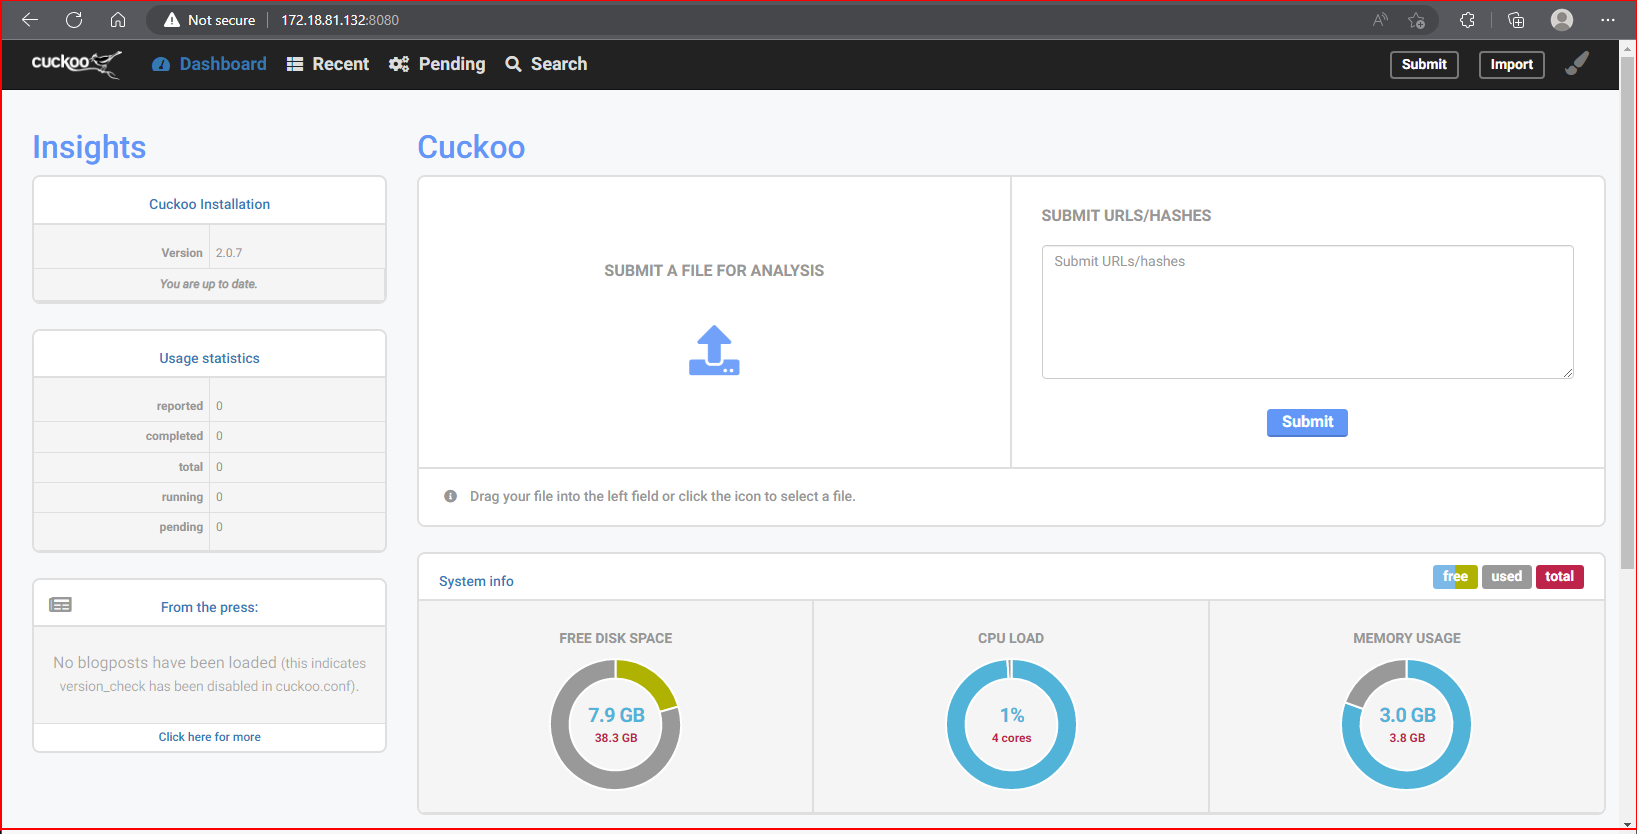 Not secure 172.18.81.132:8080
cuckoo Dashboard Recent Pending Search Submit Import
Insights
Cuckoo Installation
Version 2.0.7
You are up to date.
Usage statistics
reported 0
completed 0
total 0
running 0
pending 0
From the press:
No blogposts have been loaded (this indicates
version_check has been disabled in cuckoo.conf).
Click here for more
Cuckoo
SUBMIT A FILE FOR ANALYSIS
SUBMIT URLS/HASHES
Submit URLs/hashes
Submit
Drag your file into the left field or click the icon to select a file.
System info free used total
FREE DISK SPACE
7.9 GB
38.3 GB
CPU LOAD
1%
4 cores
MEMORY USAGE
3.0 GB
3.8 GB